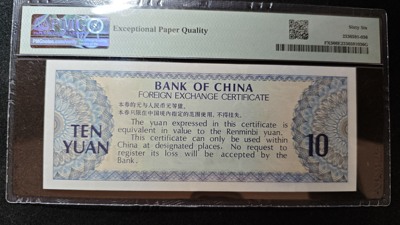 PMG
Exceptional Paper Quality
Sixty Six
BANK OF CHINA
FOREIGN EXCHANGE CERTIFICATE
本券的元与人民币元等值。
本券只限在中国境内指定的范围使用，不得挂失。
TEN
YUAN
The yuan expressed in this certificate is
equivalent in value to the Renminbi yuan.
This certificate can only be used within
China at designated places. No request to
register its loss will be accepted by the
Bank.
10